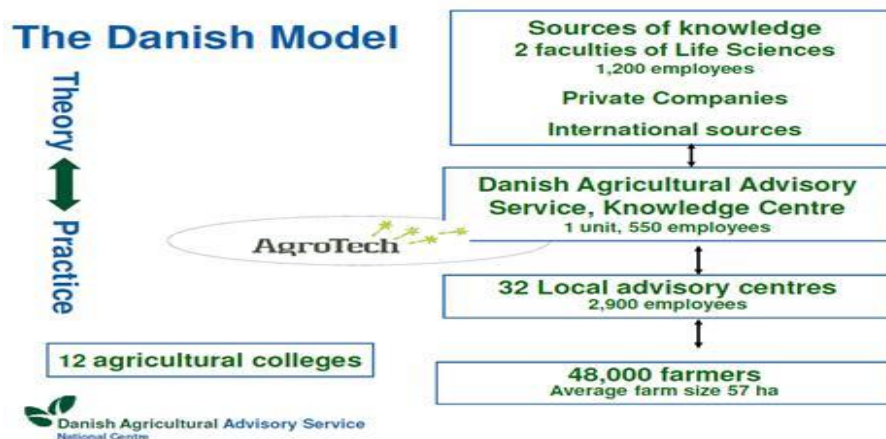 The Danish Model
Theory
Practice
Sources of knowledge
2 faculties of Life Sciences
1,200 employees
Private Companies
International sources
Danish Agricultural Advisory
Service, Knowledge Centre
1 unit, 550 employees
AgroTech
32 Local advisory centres
2,900 employees
12 agricultural colleges
48,000 farmers
Average farm size 57 ha
Danish Agricultural Advisory Service
National Centre